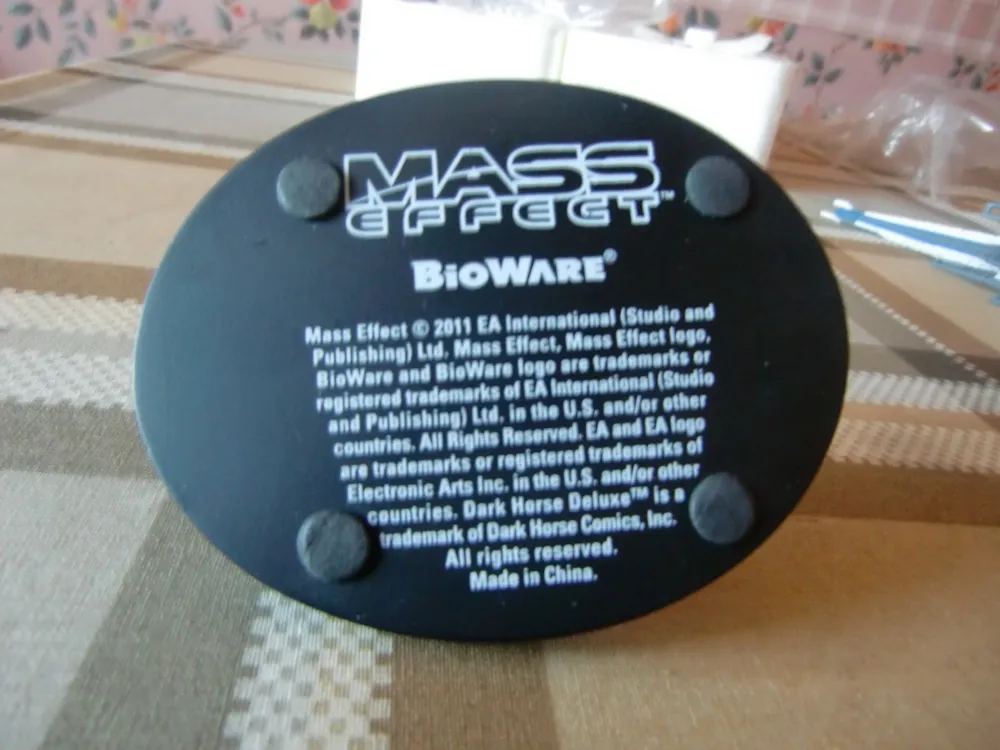 MASS
EFFECT™
BIOWARE®
Mass Effect © 2011 EA International (Studio and
Publishing) Ltd. Mass Effect, Mass Effect logo,
BioWare and BioWare logo are trademarks or
registered trademarks of EA International (Studio
and Publishing) Ltd. in the U.S. and/or other
countries. All Rights Reserved. EA and EA logo
are trademarks or registered trademarks of
Electronic Arts Inc. in the U.S. and/or other
countries. Dark Horse Deluxe™ is a
trademark of Dark Horse Comics, Inc.
All rights reserved.
Made in China.